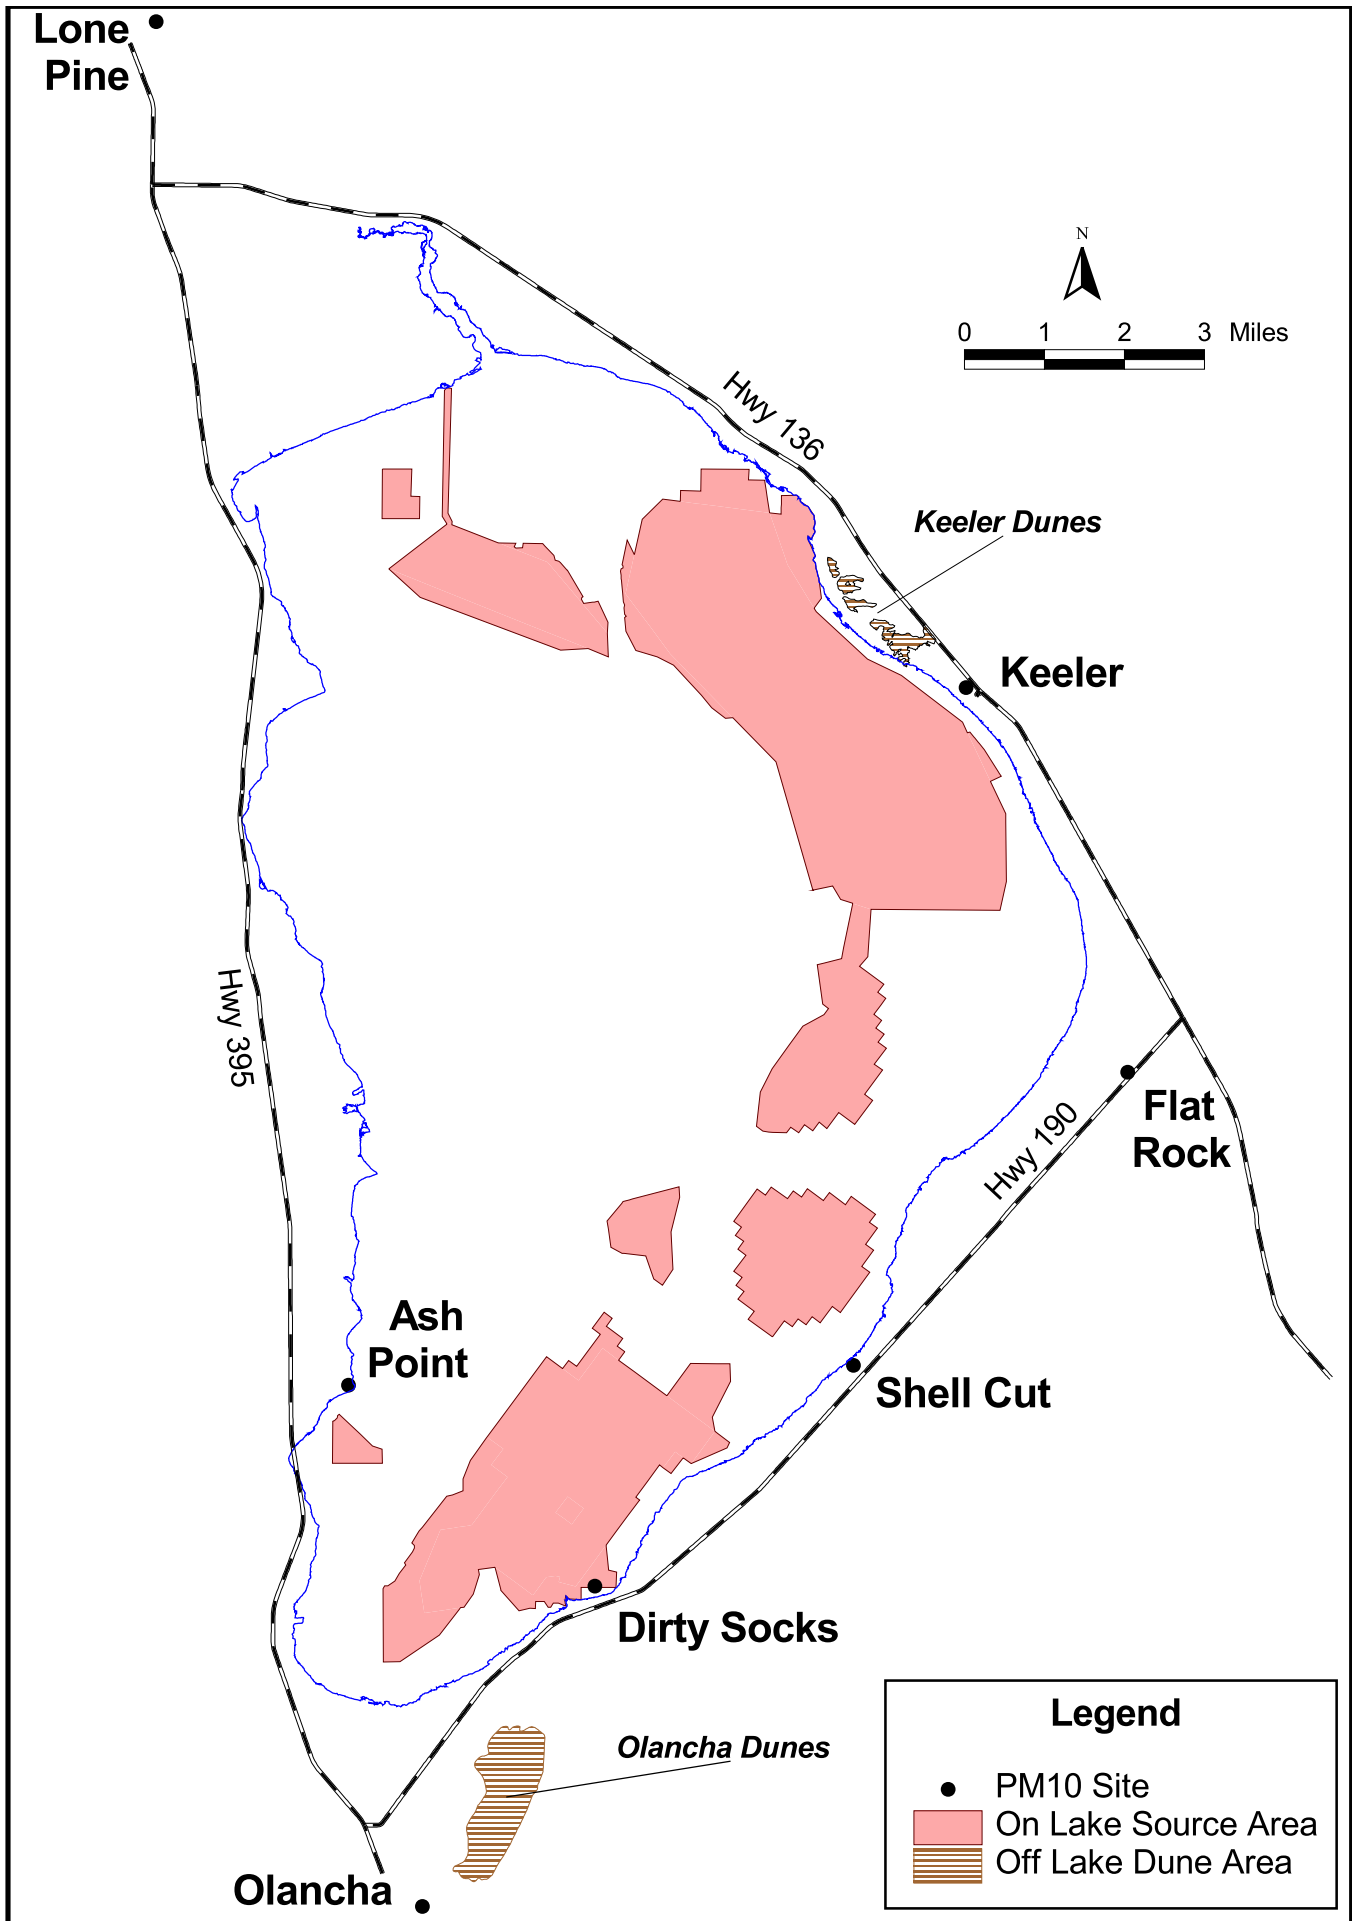 Lone
Pine
N
0 1 2 3 Miles
Hwy 136
Keeler Dunes
Keeler
Hwy 395
Flat
Rock
Hwy 190
Ash
Point
Shell Cut
Dirty Socks
Olancha Dunes
Olancha
Legend
PM10 Site
On Lake Source Area
Off Lake Dune Area